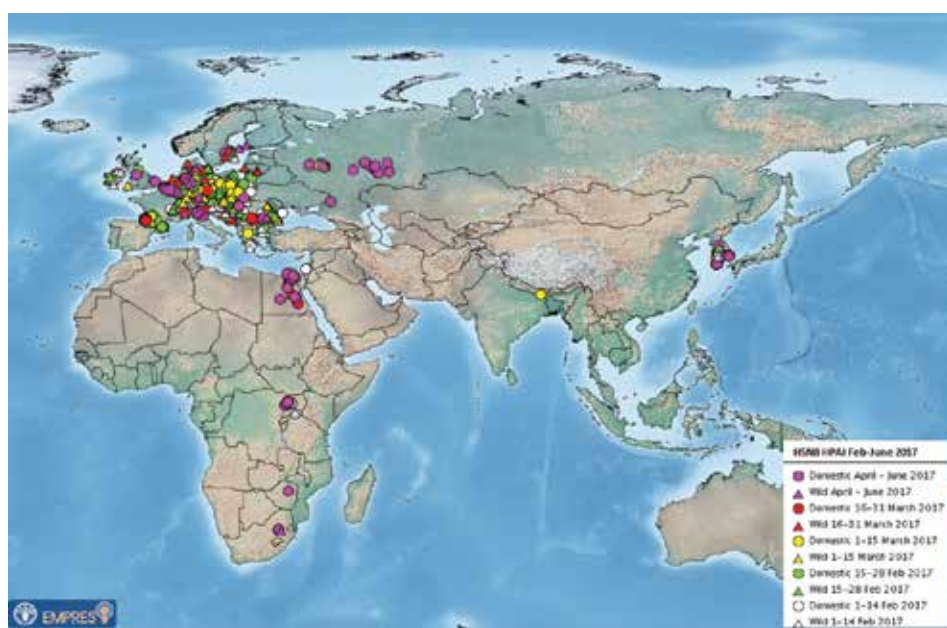 H5N8 HPAI Feb-June 2017
Domestic April - June 2017
Wild April - June 2017
Domestic 16-31 March 2017
Wild 16-31 March 2017
Domestic 1-15 March 2017
Wild 1-15 March 2017
Domestic 15-28 Feb 2017
Wild 15-28 Feb 2017
Domestic 1-14 Feb 2017
Wild 1-14 Feb 2017
EMPRES